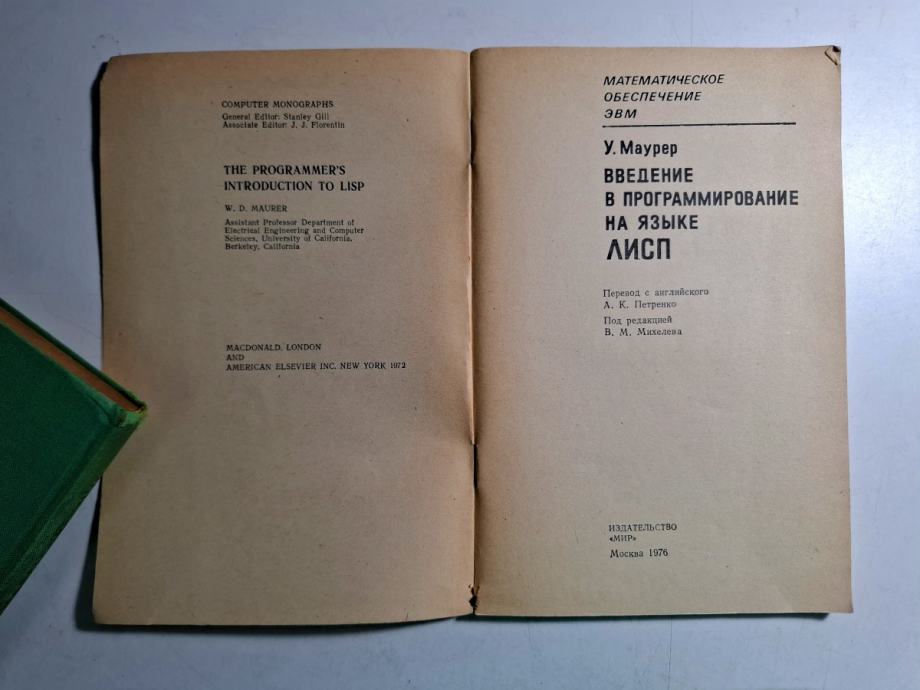 COMPUTER MONOGRAPHS
General Editor: Stanley Gill
Associate Editor: J. J. Florentin
THE PROGRAMMER'S
INTRODUCTION TO LISP
W. D. MAURER
Assistant Professor Department of
Electrical Engineering and Computer
Sciences, University of California,
Berkeley, California
MACDONALD, LONDON
AND
AMERICAN ELSEVIER INC. NEW YORK 1972
МАТЕМАТИЧЕСКОЕ
ОБЕСПЕЧЕНИЕ
ЭВМ
У. Маурер
ВВЕДЕНИЕ
В ПРОГРАММИРОВАНИЕ
НА ЯЗЫКЕ
ЛИСП
Перевод с английского
А. К. Петренко
Под редакцией
В. М. Михелева
ИЗДАТЕЛЬСТВО
«МИР»
Москва 1976